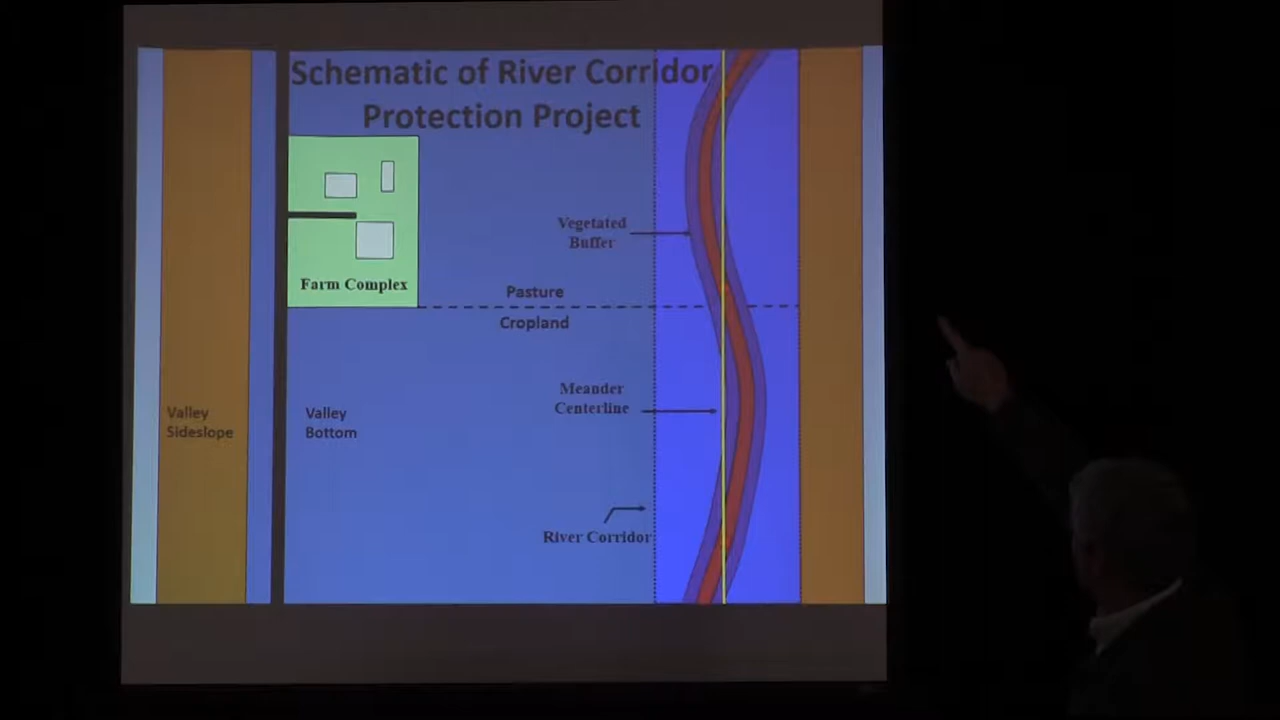 Schematic of River Corridor
Protection Project
Vegetated
Buffer
Farm Complex
Pasture
Cropland
Meander
Centerline
Valley
Sideslope
Valley
Bottom
River Corridor